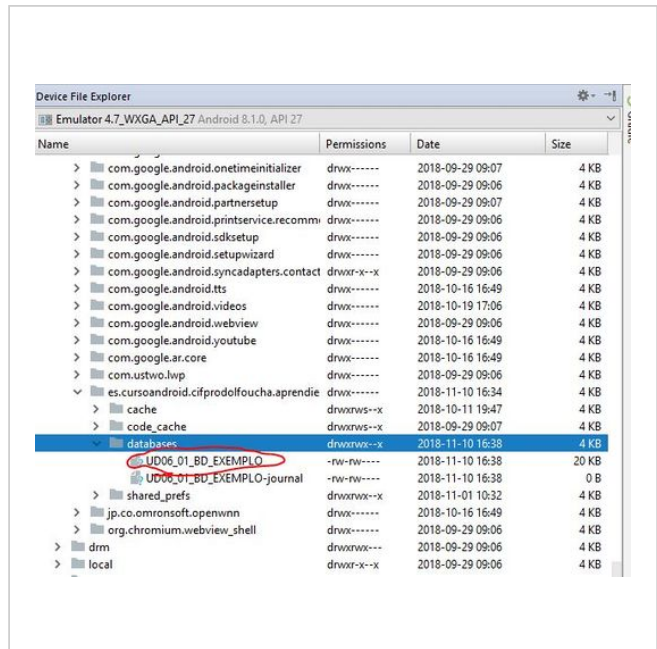 Device File Explorer
Emulator 4.7_WXGA_API_27 Android 8.1.0, API 27
Name Permissions Date Size
com.google.android.onetimeinitializer drwx------ 2018-09-29 09:07 4 KB
com.google.android.packageinstaller drwx------ 2018-09-29 09:06 4 KB
com.google.android.partnersetup drwx------ 2018-09-29 09:07 4 KB
com.google.android.printservice.recomm drwx------ 2018-09-29 09:06 4 KB
com.google.android.sdksetup drwx------ 2018-09-29 09:06 4 KB
com.google.android.setupwizard drwx------ 2018-09-29 09:06 4 KB
com.google.android.syncadapters.contact drwxr-x--x 2018-09-29 09:06 4 KB
com.google.android.tts drwx------ 2018-10-16 16:49 4 KB
com.google.android.videos drwx------ 2018-10-19 17:06 4 KB
com.google.android.webview drwx------ 2018-09-29 09:06 4 KB
com.google.android.youtube drwx------ 2018-10-16 16:49 4 KB
com.google.ar.core drwx------ 2018-10-16 16:49 4 KB
com.ustwo.lwp drwx------ 2018-09-29 09:06 4 KB
es.cursoandroid.cifprodolfoucha.aprendie drwx------ 2018-11-10 16:34 4 KB
cache drwxrws--x 2018-10-11 19:47 4 KB
code_cache drwxrws--x 2018-09-29 09:07 4 KB
databases drwxrwx--x 2018-11-10 16:38 4 KB
UD06_01_BD_EXEMPLO -rw-rw---- 2018-11-10 16:38 20 KB
UD06_01_BD_EXEMPLO-journal -rw-rw---- 2018-11-10 16:38 0 B
shared_prefs drwxrwx--x 2018-11-01 10:32 4 KB
jp.co.omronsoft.openwnn drwx------ 2018-10-16 16:49 4 KB
org.chromium.webview_shell drwx------ 2018-09-29 09:06 4 KB
drm drwxrwx--- 2018-09-29 09:06 4 KB
local drwxr-x--x 2018-09-29 09:06 4 KB